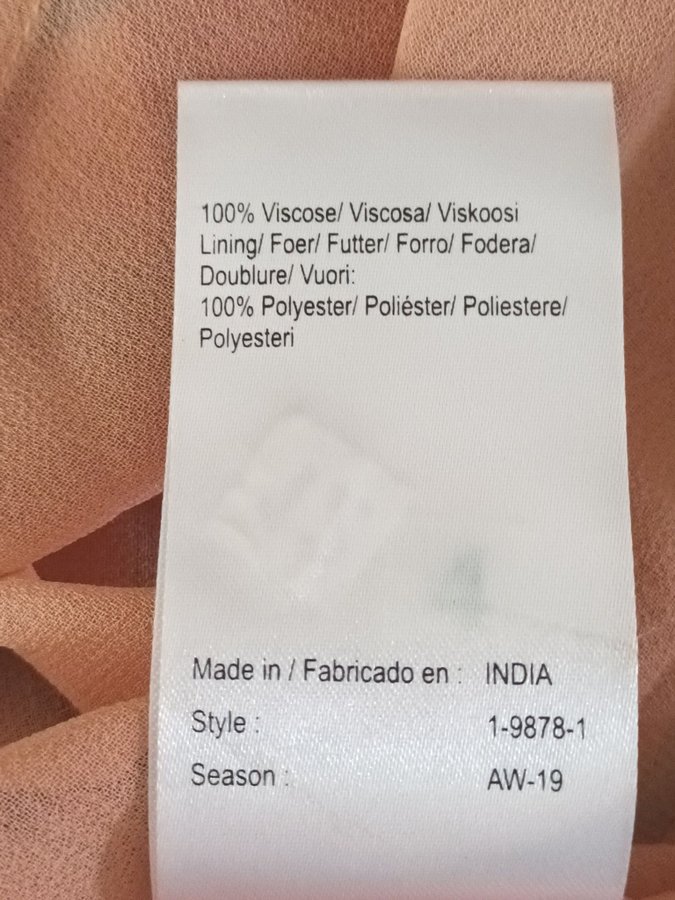 100% Viscose/ Viscosa/ Viskoosi
Lining/ Foer/ Futter/ Forro/ Fodera/
Doublure/ Vuori:
100% Polyester/ Poliéster/ Poliestere/
Polyesteri
Made in / Fabricado en : INDIA
Style : 1-9878-1
Season : AW-19